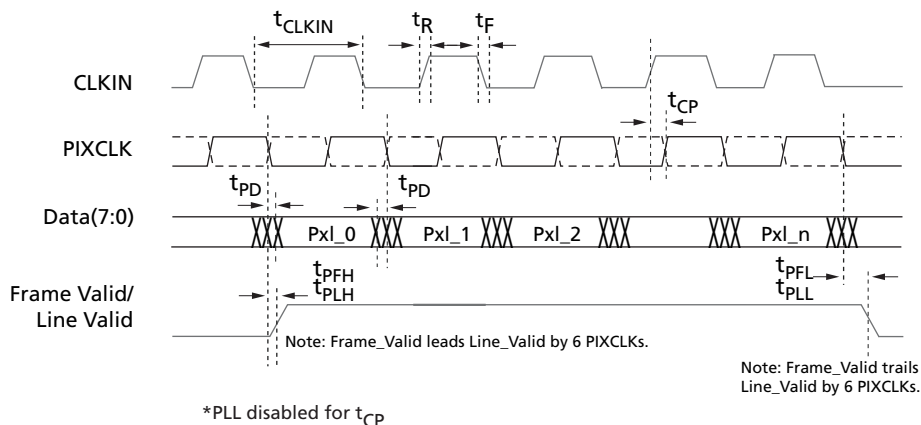 tCLKIN
tR
tF
CLKIN
tCP
PIXCLK
tPD
tPD
Data(7:0)
Pxl_0
Pxl_1
Pxl_2
Pxl_n
tPFH
tPLH
tPFL
tPLL
Frame Valid/
Line Valid
Note: Frame_Valid leads Line_Valid by 6 PIXCLKs.
Note: Frame_Valid trails
Line_Valid by 6 PIXCLKs.
*PLL disabled for tCP